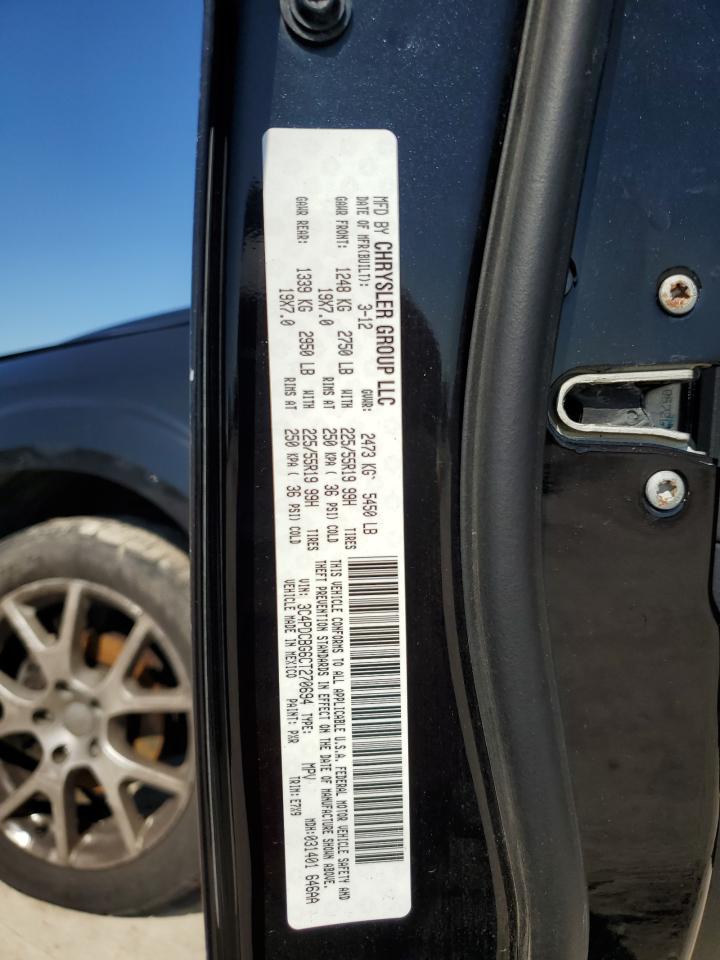 MFD BY CHRYSLER GROUP LLC
DATE OF MFR(BUILT): 3-12 GVWR: 2473 KG 5450 LB
GAWR FRONT: 1248 KG 2750 LB WITH 225/55R19 99H TIRES
19X7.0 RIMS AT 250 KPA ( 36 PSI) COLD
GAWR REAR: 1339 KG 2950 LB WITH 225/55R19 99H TIRES
19X7.0 RIMS AT 250 KPA ( 36 PSI) COLD
THIS VEHICLE CONFORMS TO ALL APPLICABLE U.S.A. FEDERAL MOTOR VEHICLE SAFETY AND
THEFT PREVENTION STANDARDS IN EFFECT ON THE DATE OF MANUFACTURE SHOWN ABOVE.
VIN: 3C4PDCBG6CT270694 TYPE: MPV MDH:031401 646AA
VEHICLE MADE IN MEXICO PAINT: PXR TRIM:E7X9